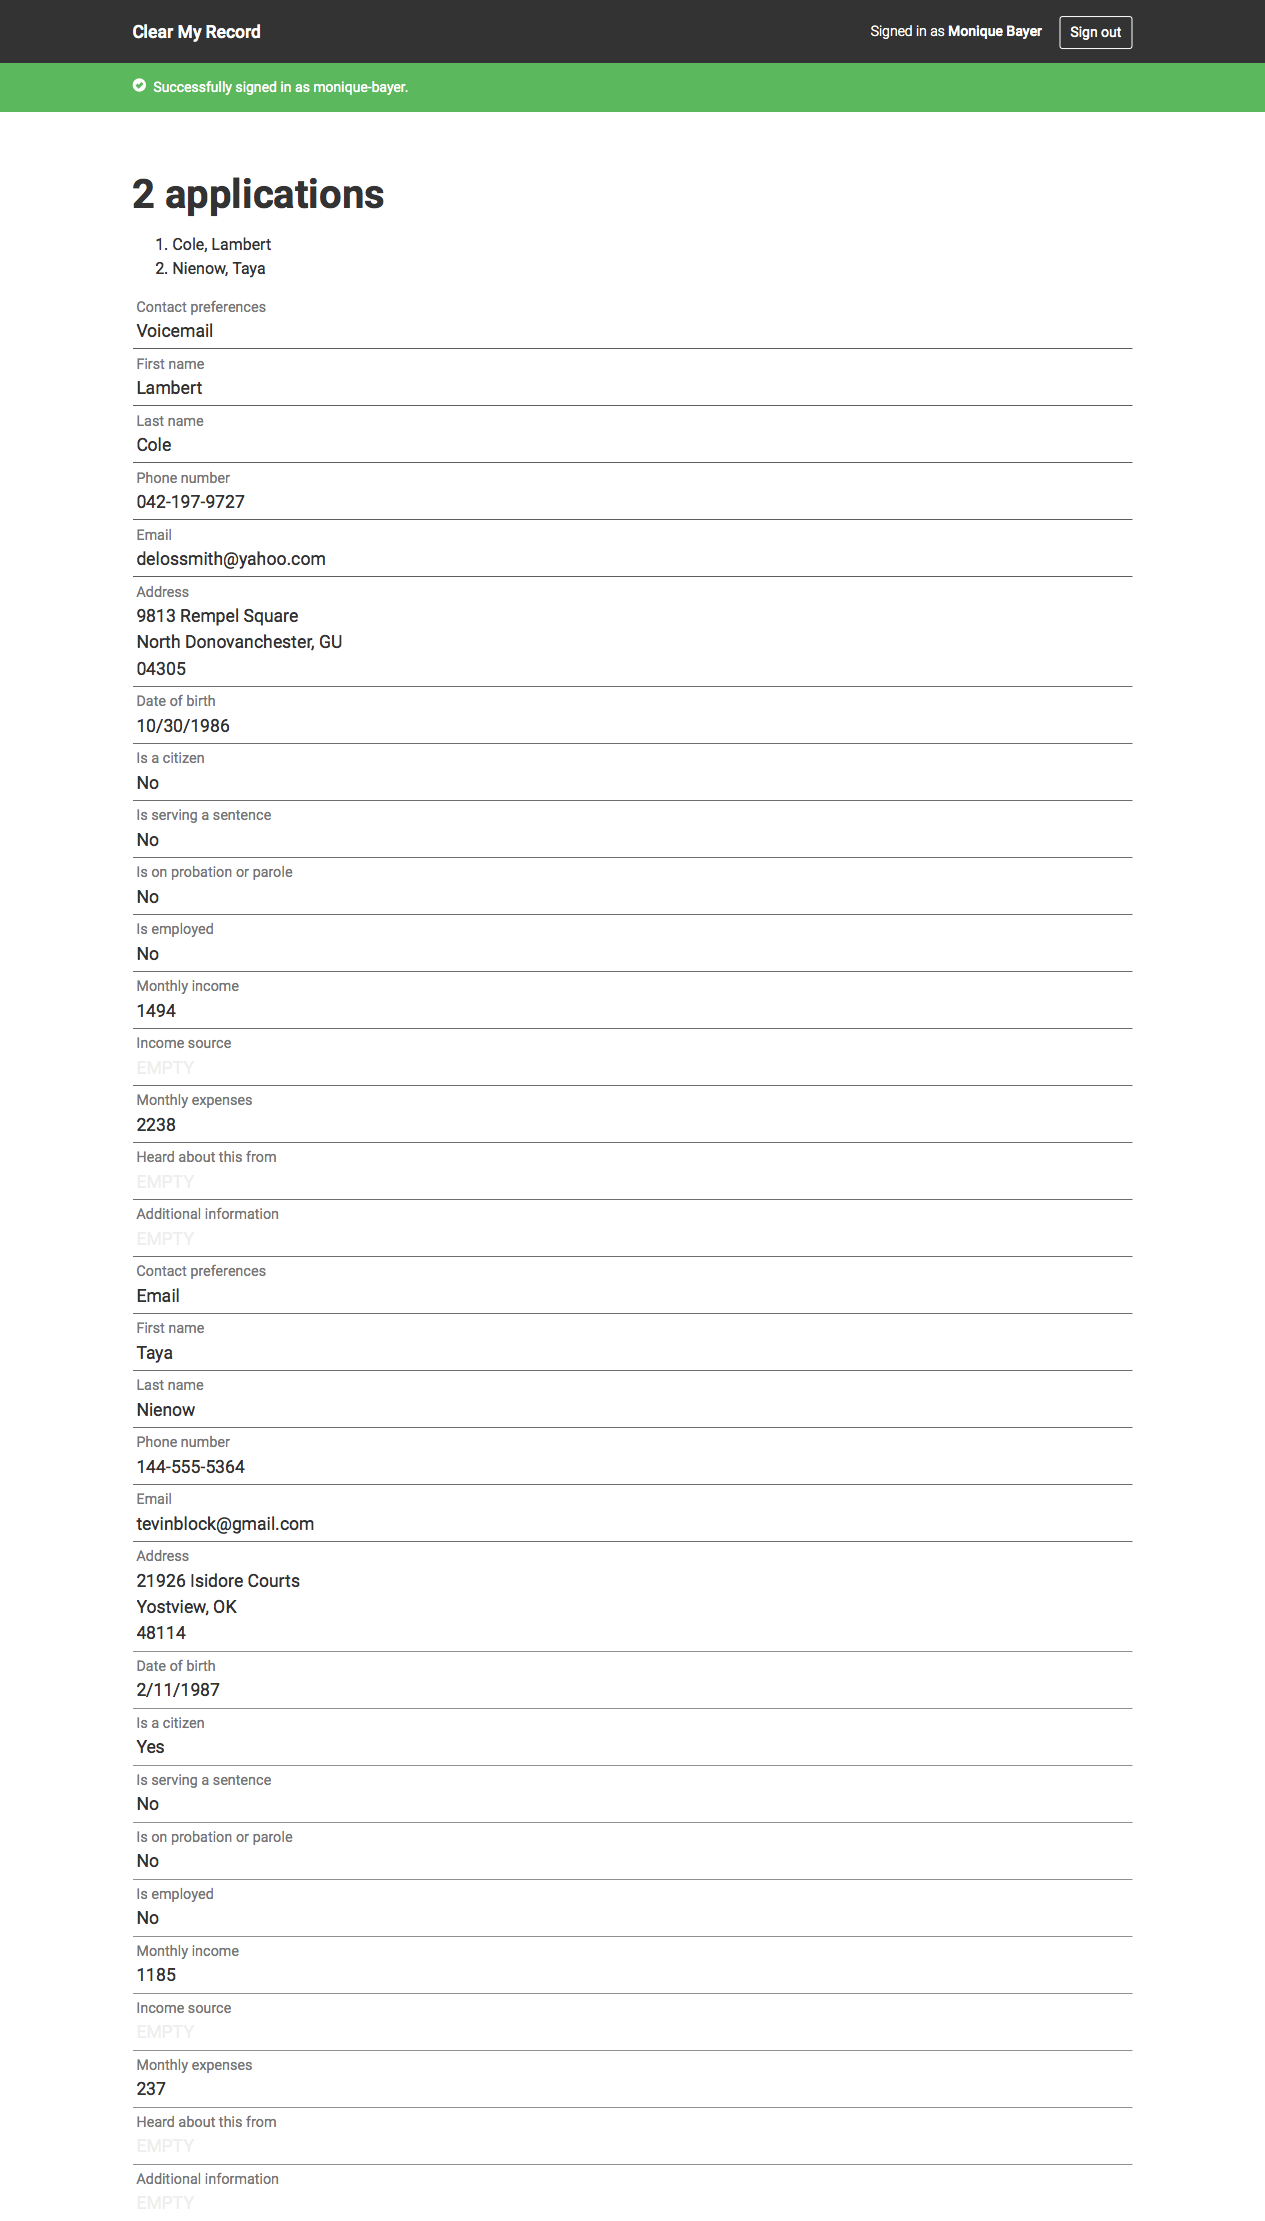 Clear My Record
Signed in as Monique Bayer
Sign out
Successfully signed in as monique-bayer.
2 applications
1. Cole, Lambert
2. Nienow, Taya
Contact preferences
Voicemail
First name
Lambert
Last name
Cole
Phone number
042-197-9727
Email
delossmith@yahoo.com
Address
9813 Rempel Square
North Donovanchester, GU
04305
Date of birth
10/30/1986
Is a citizen
No
Is serving a sentence
No
Is on probation or parole
No
Is employed
No
Monthly income
1494
Income source
EMPTY
Monthly expenses
2238
Heard about this from
EMPTY
Additional information
EMPTY
Contact preferences
Email
First name
Taya
Last name
Nienow
Phone number
144-555-5364
Email
tevinblock@gmail.com
Address
21926 Isidore Courts
Yostview, OK
48114
Date of birth
2/11/1987
Is a citizen
Yes
Is serving a sentence
No
Is on probation or parole
No
Is employed
No
Monthly income
1185
Income source
EMPTY
Monthly expenses
237
Heard about this from
EMPTY
Additional information
EMPTY